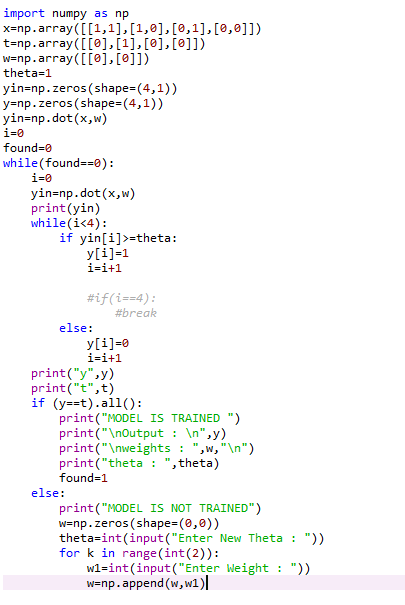 import numpy as np
x=np.array([[1,1],[1,0],[0,1],[0,0]])
t=np.array([[0],[1],[0],[0]])
w=np.array([[0],[0]])
theta=1
yin=np.zeros(shape=(4,1))
y=np.zeros(shape=(4,1))
yin=np.dot(x,w)
i=0
found=0
while(found==0):
    i=0
    yin=np.dot(x,w)
    print(yin)
    while(i<4):
        if yin[i]>=theta:
            y[i]=1
            i=i+1

            #if(i==4):
                #break
        else:
            y[i]=0
            i=i+1
    print("y",y)
    print("t",t)
    if (y==t).all():
        print("MODEL IS TRAINED ")
        print("\nOutput : \n",y)
        print("\nweights : ",w,"\n")
        print("theta : ",theta)
        found=1
    else:
        print("MODEL IS NOT TRAINED")
        w=np.zeros(shape=(0,0))
        theta=int(input("Enter New Theta : "))
        for k in range(int(2)):
            w1=int(input("Enter Weight : "))
            w=np.append(w,w1)